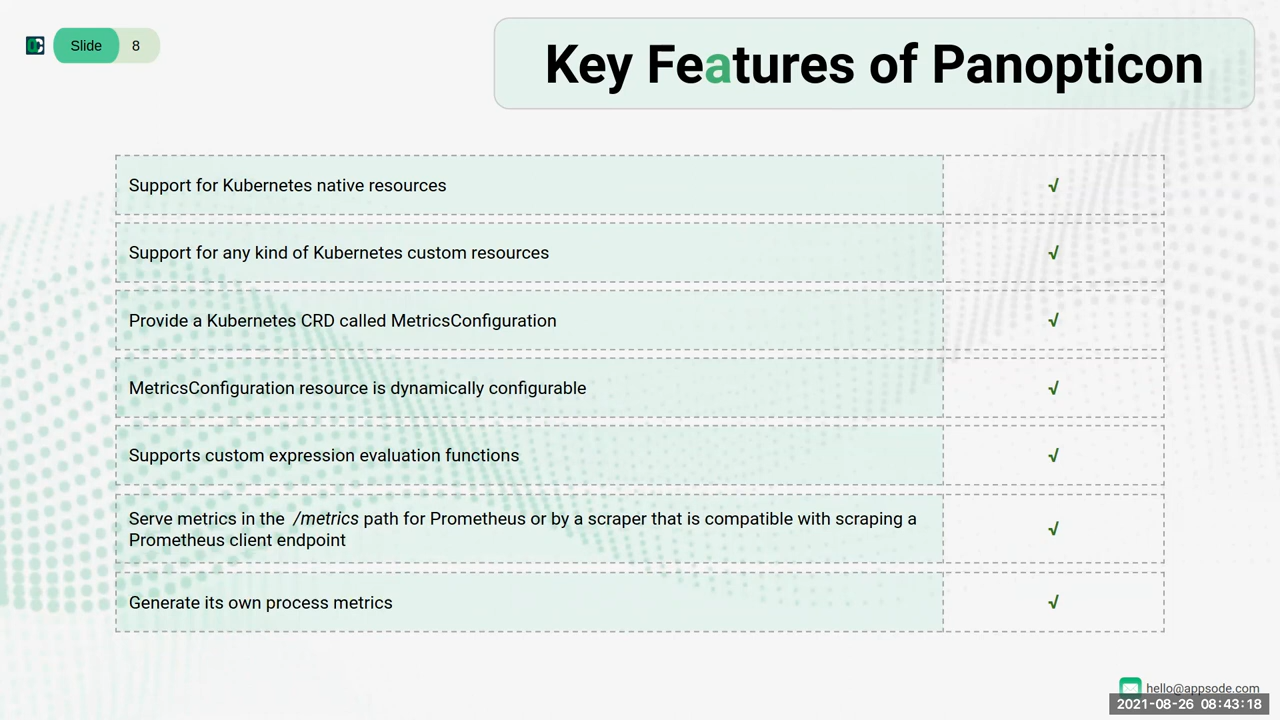 Slide 8
Key Features of Panopticon
Support for Kubernetes native resources √
Support for any kind of Kubernetes custom resources √
Provide a Kubernetes CRD called MetricsConfiguration √
MetricsConfiguration resource is dynamically configurable √
Supports custom expression evaluation functions √
Serve metrics in the /metrics path for Prometheus or by a scraper that is compatible with scraping a
Prometheus client endpoint √
Generate its own process metrics √
hello@appsode.com
2021-08-26 08:43:18